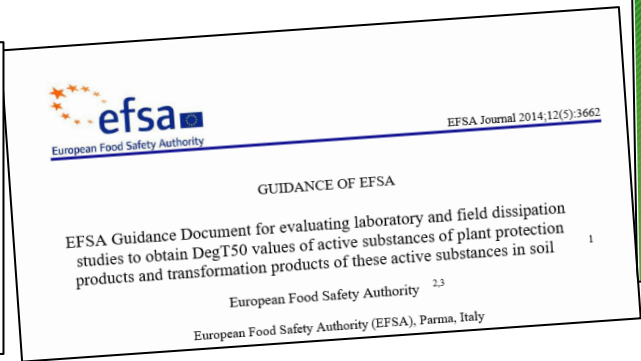 efsa
European Food Safety Authority
EFSA Journal 2014;12(5):3662
GUIDANCE OF EFSA
EFSA Guidance Document for evaluating laboratory and field dissipation
studies to obtain DegT50 values of active substances of plant protection
products and transformation products of these active substances in soil 1
European Food Safety Authority 2,3
European Food Safety Authority (EFSA), Parma, Italy